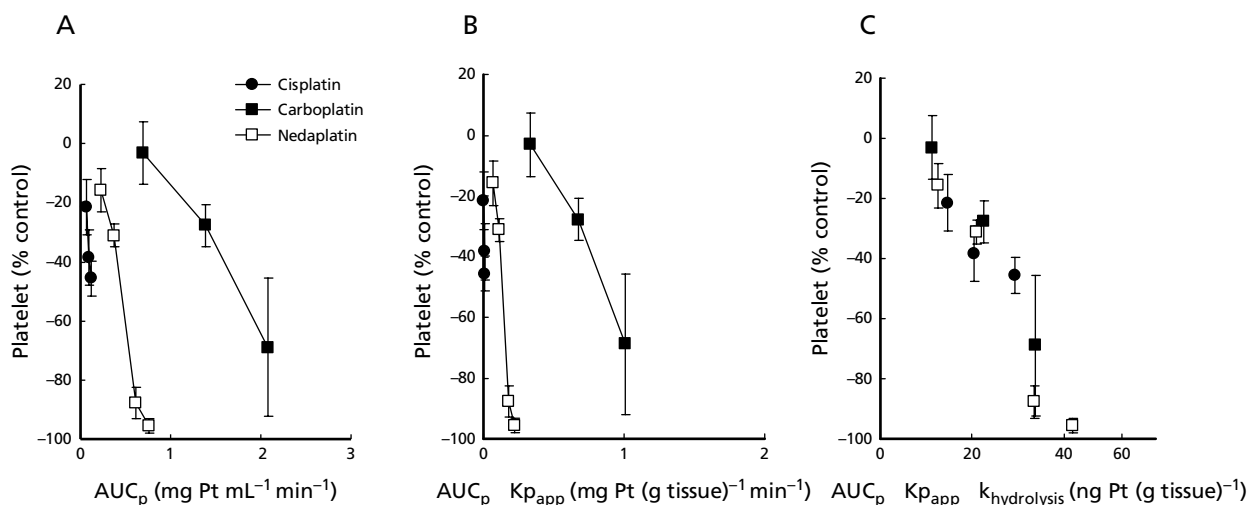 A
20
0
−20
−40
−60
−80
−100
Platelet (% control)
Cisplatin
Carboplatin
Nedaplatin
0 1 2 3
AUCp (mg Pt mL−1 min−1)
B
20
0
−20
−40
−60
−80
−100
Platelet (% control)
0 1 2
AUCp Kpapp (mg Pt (g tissue)−1 min−1)
C
20
0
−20
−40
−60
−80
−100
Platelet (% control)
0 20 40 60
AUCp Kpapp khydrolysis (ng Pt (g tissue)−1)